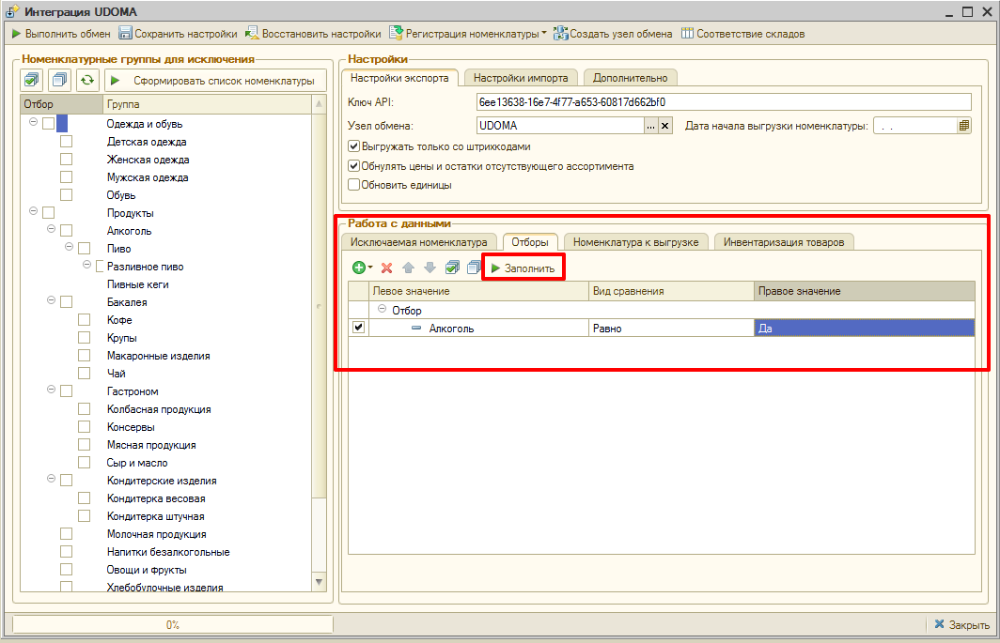 Интеграция UDOMA
Выполнить обмен Сохранить настройки Восстановить настройки Регистрация номенклатуры Создать узел обмена Соответствие складов
Номенклатурные группы для исключения
Сформировать список номенклатуры
Отбор Группа
Одежда и обувь
Детская одежда
Женская одежда
Мужская одежда
Обувь
Продукты
Алкоголь
Пиво
Разливное пиво
Пивные кеги
Бакалея
Кофе
Крупы
Макаронные изделия
Чай
Гастроном
Колбасная продукция
Консервы
Мясная продукция
Сыр и масло
Кондитерские изделия
Кондитерка весовая
Кондитерка штучная
Молочная продукция
Напитки безалкогольные
Овощи и фрукты
Хлебобулочные изделия
Настройки
Настройки экспорта Настройки импорта Дополнительно
Ключ API: 6ee13638-16e7-4f77-a653-60817d662bf0
Узел обмена: UDOMA ... Дата начала выгрузки номенклатуры: . .
Выгружать только со штрихкодами
Обнулять цены и остатки отсутствующего ассортимента
Обновить единицы
Работа с данными
Исключаемая номенклатура Отборы Номенклатура к выгрузке Инвентаризация товаров
Заполнить
Левое значение Вид сравнения Правое значение
Отбор
Алкоголь Равно Да
0%
Закрыть